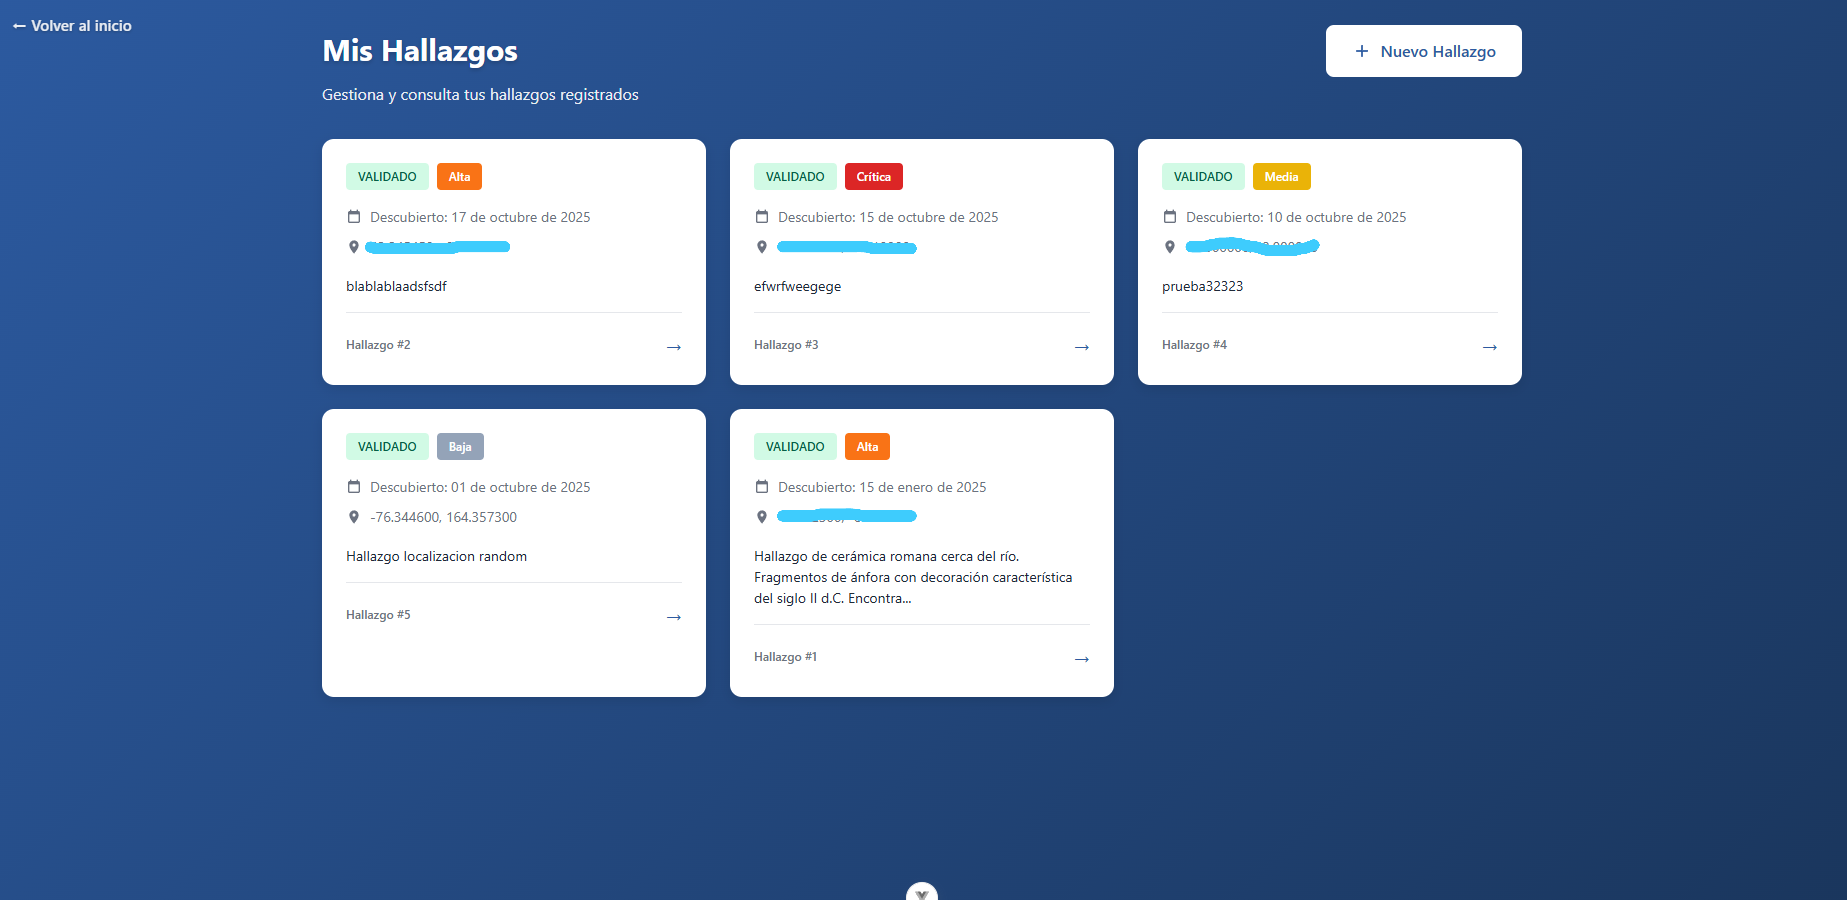 ← Volver al inicio
Mis Hallazgos
+ Nuevo Hallazgo
Gestiona y consulta tus hallazgos registrados
VALIDADO Alta
Descubierto: 17 de octubre de 2025
blablablaadsfsdf
Hallazgo #2 →
VALIDADO Crítica
Descubierto: 15 de octubre de 2025
efwrfweegege
Hallazgo #3 →
VALIDADO Media
Descubierto: 10 de octubre de 2025
prueba32323
Hallazgo #4 →
VALIDADO Baja
Descubierto: 01 de octubre de 2025
-76.344600, 164.357300
Hallazgo localizacion random
Hallazgo #5 →
VALIDADO Alta
Descubierto: 15 de enero de 2025
Hallazgo de cerámica romana cerca del río.
Fragmentos de ánfora con decoración característica
del siglo II d.C. Encontra...
Hallazgo #1 →